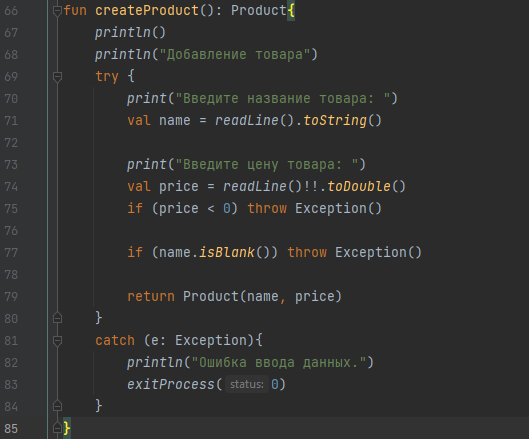 66 fun createProduct(): Product{
67 println()
68 println("Добавление товара")
69 try {
70 print("Введите название товара: ")
71 val name = readLine().toString()
72
73 print("Введите цену товара: ")
74 val price = readLine()!!.toDouble()
75 if (price < 0) throw Exception()
76
77 if (name.isBlank()) throw Exception()
78
79 return Product(name, price)
80 }
81 catch (e: Exception){
82 println("Ошибка ввода данных.")
83 exitProcess( status: 0)
84 }
85 }